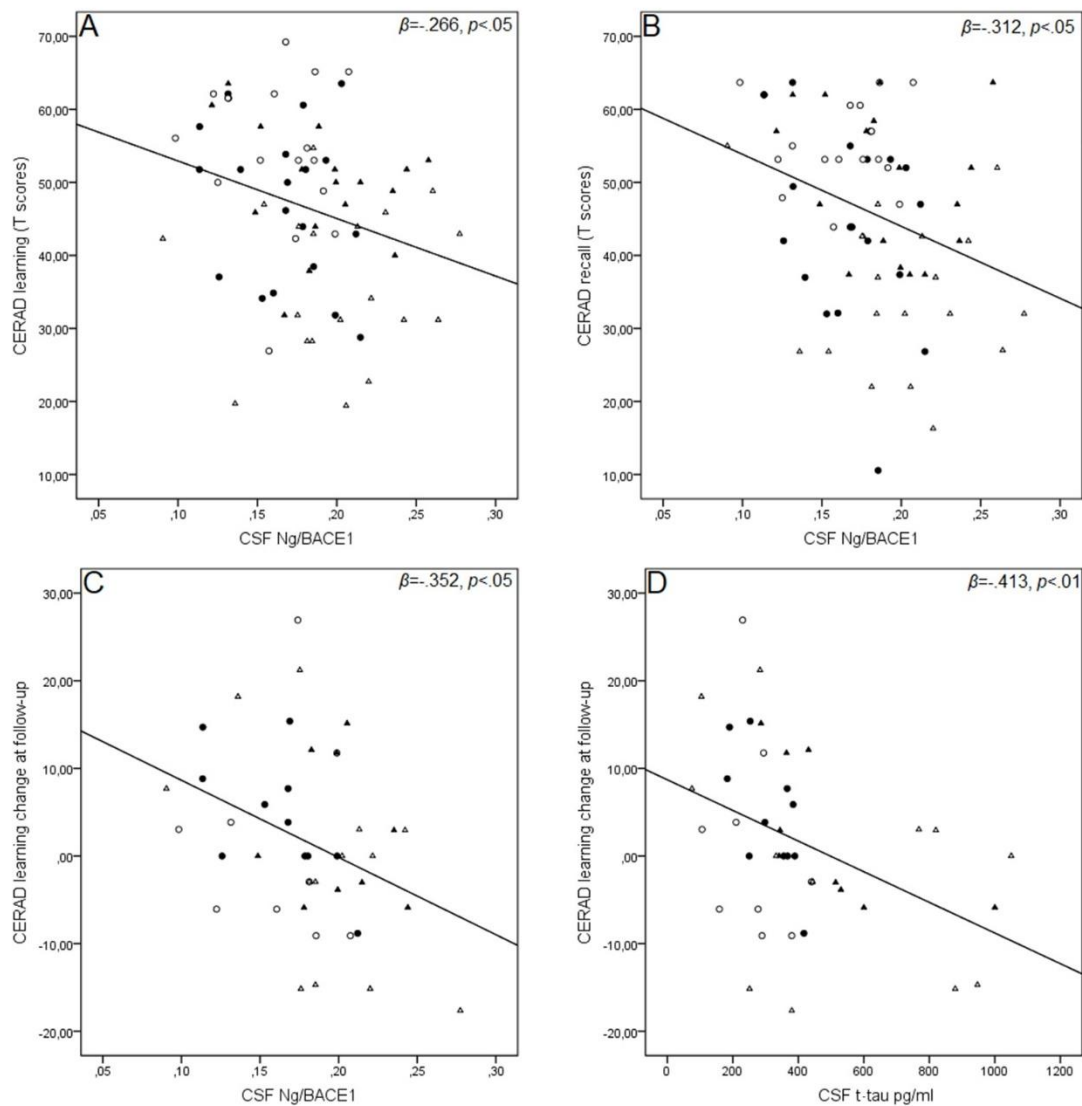 A
β=-.266, p<.05
70,00
60,00
50,00
40,00
30,00
20,00
10,00
CERAD learning (T scores)
,05 ,10 ,15 ,20 ,25 ,30
CSF Ng/BACE1
B
β=-.312, p<.05
70,00
60,00
50,00
40,00
30,00
20,00
10,00
CERAD recall (T scores)
,05 ,10 ,15 ,20 ,25 ,30
CSF Ng/BACE1
C
β=-.352, p<.05
30,00
20,00
10,00
,00
-10,00
-20,00
CERAD learning change at follow-up
,05 ,10 ,15 ,20 ,25 ,30
CSF Ng/BACE1
D
β=-.413, p<.01
30,00
20,00
10,00
,00
-10,00
-20,00
CERAD learning change at follow-up
0 200 400 600 800 1000 1200
CSF t-tau pg/ml